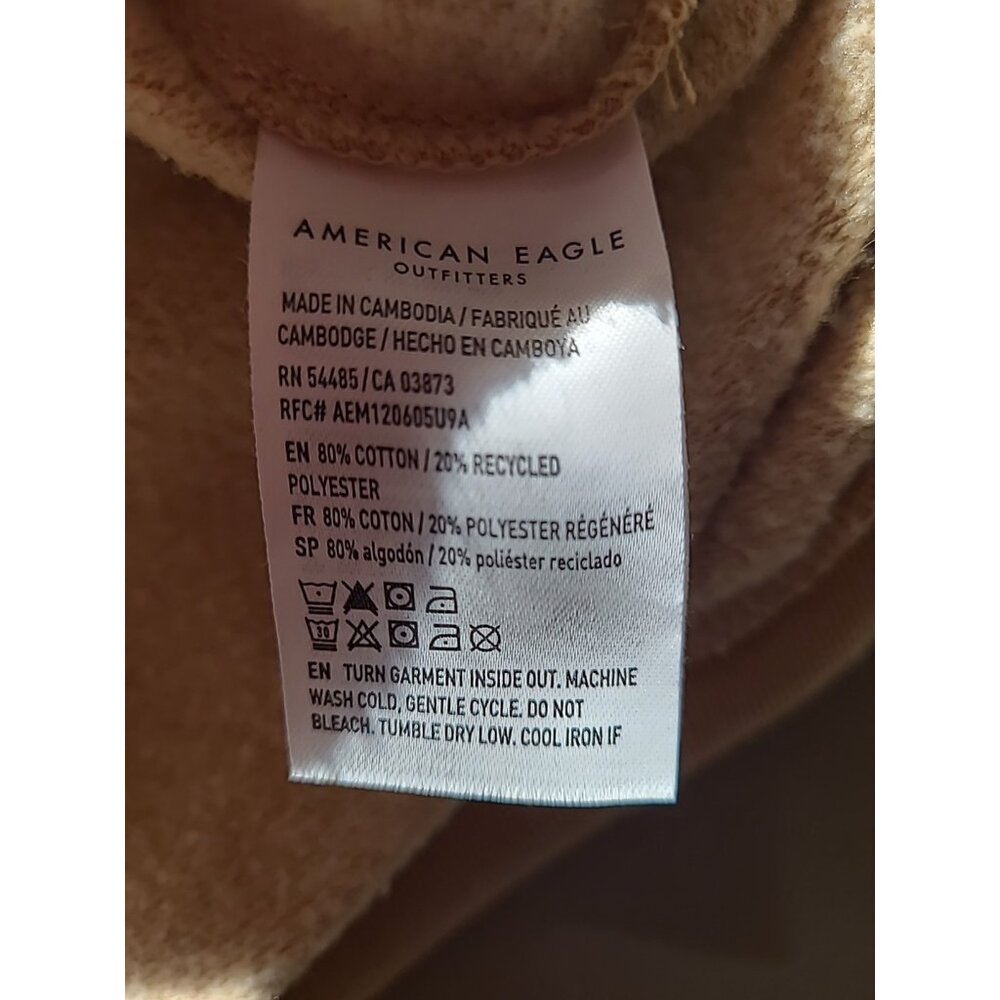 AMERICAN EAGLE
OUTFITTERS
MADE IN CAMBODIA / FABRIQUÉ AU
CAMBODGE / HECHO EN CAMBOYA
RN 54485 / CA 03873
RFC# AEM120605U9A
EN 80% COTTON / 20% RECYCLED
POLYESTER
FR 80% COTON / 20% POLYESTER RÉGÉNÉRÉ
SP 80% algodón / 20% poliéster reciclado
30
EN TURN GARMENT INSIDE OUT. MACHINE
WASH COLD, GENTLE CYCLE. DO NOT
BLEACH. TUMBLE DRY LOW. COOL IRON IF